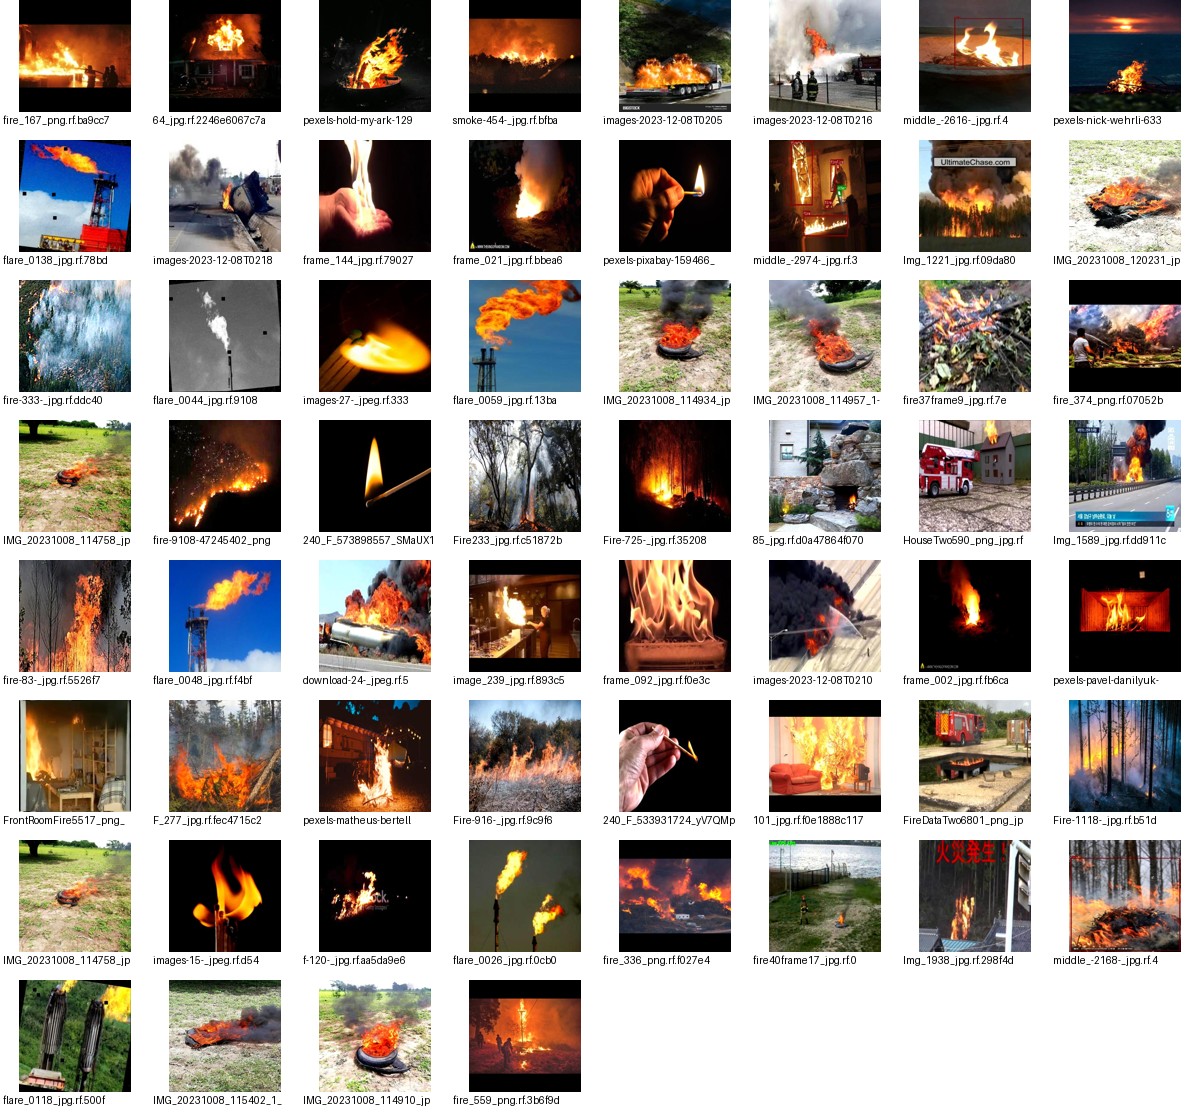 fire_167_png.rf.ba9cc7
64_jpg.rf.2246e6067c7a
pexels-hold-my-ark-129
smoke-454-_jpg.rf.bfba
images-2023-12-08T0205
images-2023-12-08T0216
middle_-2616-_jpg.rf.4
pexels-nick-wehrli-633
UltimateChase.com
flare_0138_jpg.rf.78bd
images-2023-12-08T0218
frame_144_jpg.rf.79027
frame_021_jpg.rf.bbea6
pexels-pixabay-159466_
middle_-2974-_jpg.rf.3
Img_1221_jpg.rf.09da80
IMG_20231008_120231_jp
fire-333-_jpg.rf.ddc40
flare_0044_jpg.rf.9108
images-27-_jpeg.rf.333
flare_0059_jpg.rf.13ba
IMG_20231008_114934_jp
IMG_20231008_114957_1-
fire37frame9_jpg.rf.7e
fire_374_png.rf.07052b
IMG_20231008_114758_jp
fire-9108-47245402_png
240_F_573898557_SMaUX1
Fire233_jpg.rf.c51872b
Fire-725-_jpg.rf.35208
85_jpg.rf.d0a47864f070
HouseTwo590_png_jpg.rf
Img_1589_jpg.rf.dd911c
fire-83-_jpg.rf.5526f7
flare_0048_jpg.rf.f4bf
download-24-_jpeg.rf.5
image_239_jpg.rf.893c5
frame_092_jpg.rf.f0e3c
images-2023-12-08T0210
frame_002_jpg.rf.fb6ca
pexels-pavel-danilyuk-
FrontRoomFire5517_png_
F_277_jpg.rf.fec4715c2
pexels-matheus-bertell
Fire-916-_jpg.rf.9c9f6
240_F_533931724_yV7QMp
101_jpg.rf.f0e1888c117
FireDataTwo6801_png_jp
Fire-1118-_jpg.rf.b51d
火災発生!
IMG_20231008_114758_jp
images-15-_jpeg.rf.d54
f-120-_jpg.rf.aa5da9e6
flare_0026_jpg.rf.0cb0
fire_336_png.rf.f027e4
fire40frame17_jpg.rf.0
Img_1938_jpg.rf.298f4d
middle_-2168-_jpg.rf.4
flare_0118_jpg.rf.500f
IMG_20231008_115402_1_
IMG_20231008_114910_jp
fire_559_png.rf.3b6f9d